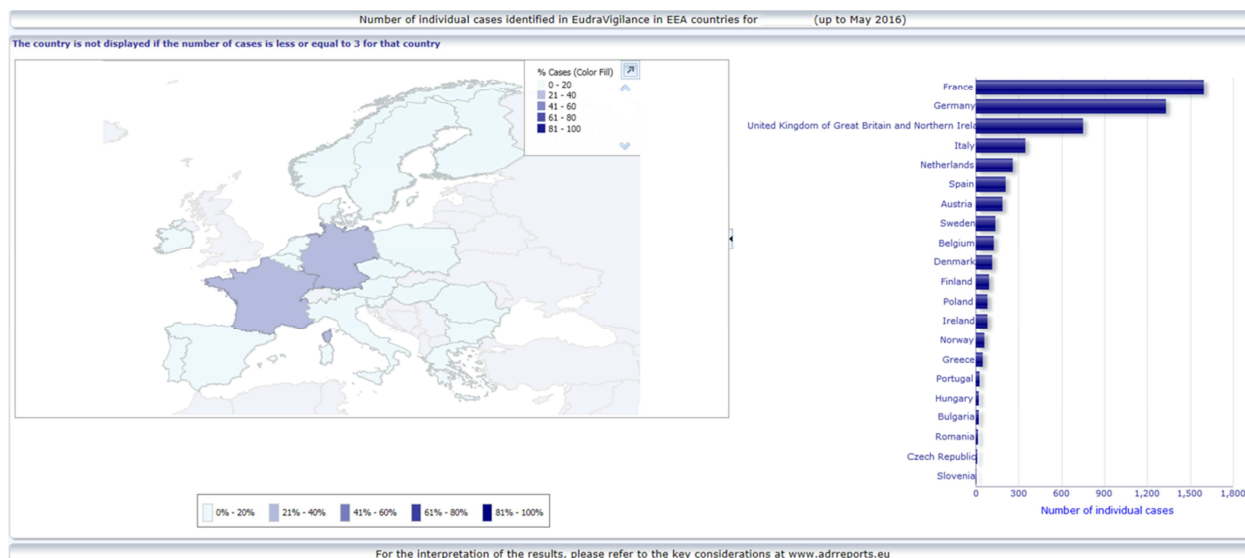 Number of individual cases identified in EudraVigilance in EEA countries for (up to May 2016)
The country is not displayed if the number of cases is less or equal to 3 for that country
% Cases (Color Fill)
0 - 20
21 - 40
41 - 60
61 - 80
81 - 100
0% - 20% 21% - 40% 41% - 60% 61% - 80% 81% - 100%
France
Germany
United Kingdom of Great Britain and Northern Irela
Italy
Netherlands
Spain
Austria
Sweden
Belgium
Denmark
Finland
Poland
Ireland
Norway
Greece
Portugal
Hungary
Bulgaria
Romania
Czech Republic
Slovenia
0 300 600 900 1,200 1,500 1,800
Number of individual cases
For the interpretation of the results, please refer to the key considerations at www.adrreports.eu